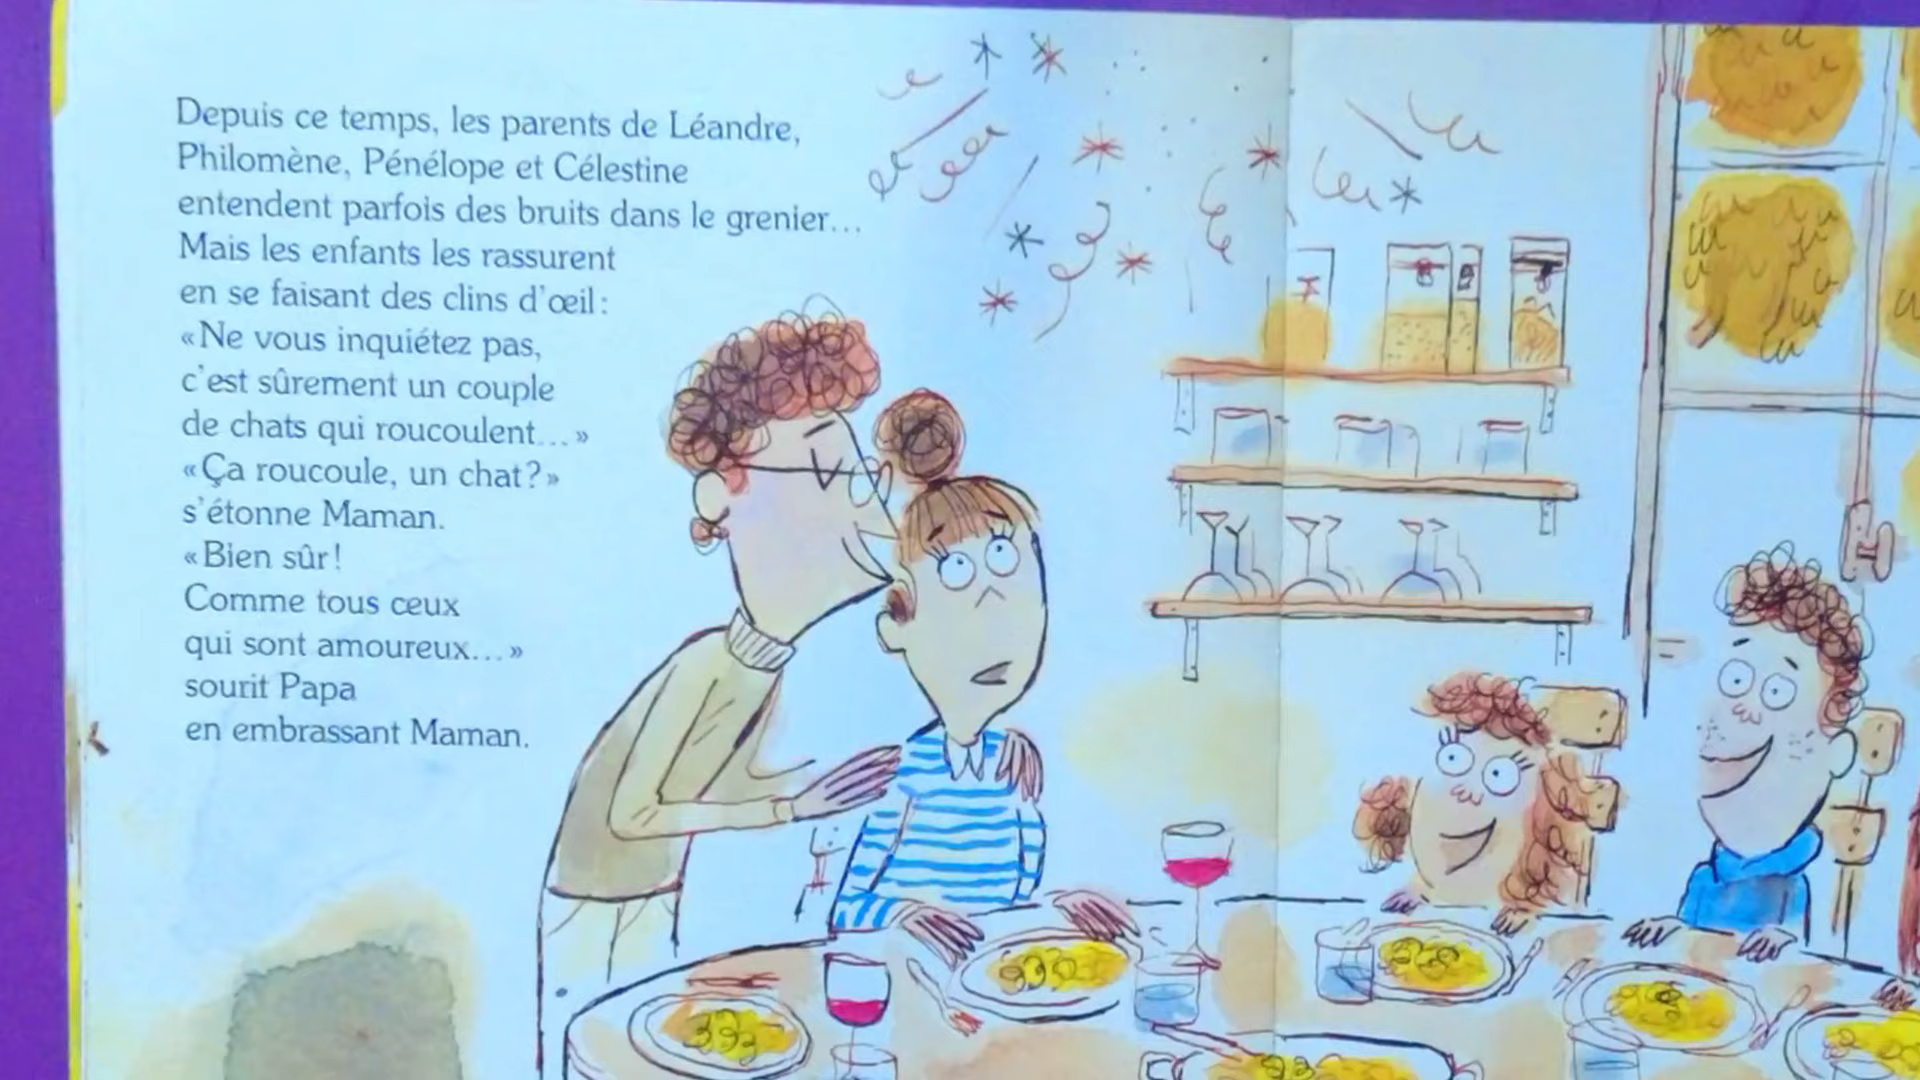 Depuis ce temps, les parents de Léandre,
Philomène, Pénélope et Célestine
entendent parfois des bruits dans le grenier...
Mais les enfants les rassurent
en se faisant des clins d'œil :
« Ne vous inquiétez pas,
c'est sûrement un couple
de chats qui roucoulent... »
« Ça roucoule, un chat ? »
s'étonne Maman.
« Bien sûr !
Comme tous ceux
qui sont amoureux... »
sourit Papa
en embrassant Maman.